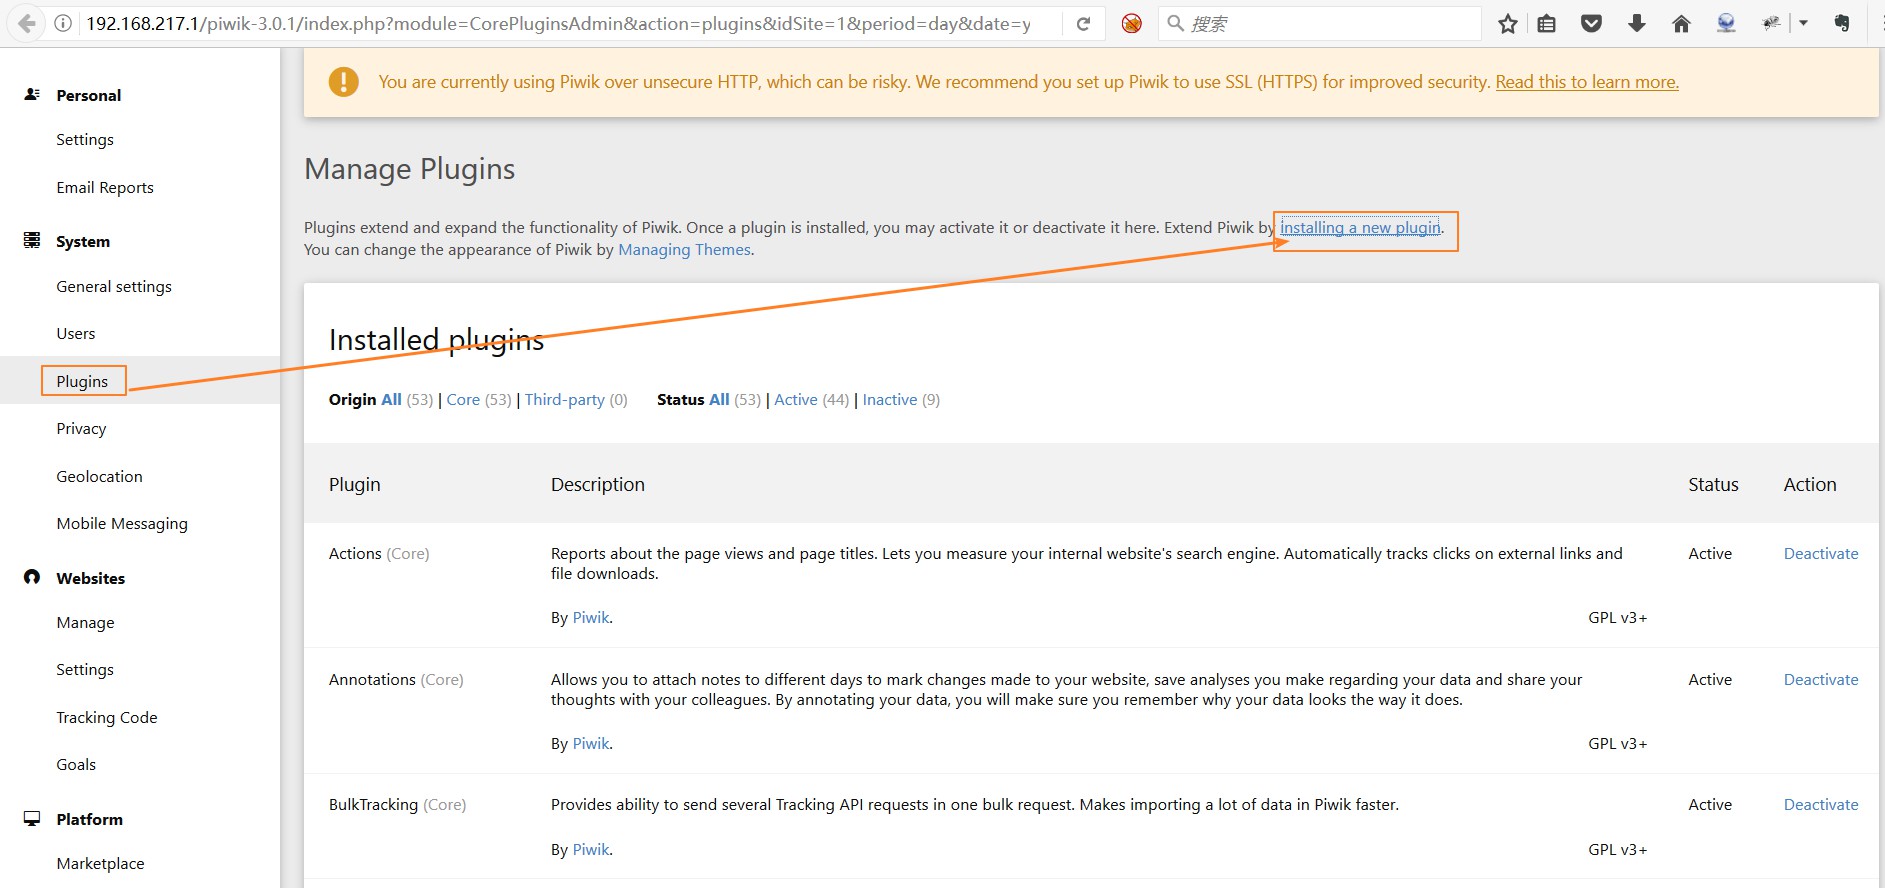 192.168.217.1/piwik-3.0.1/index.php?module=CorePluginsAdmin&action=plugins&idSite=1&period=day&date=y
搜索
You are currently using Piwik over unsecure HTTP, which can be risky. We recommend you set up Piwik to use SSL (HTTPS) for improved security. Read this to learn more.
Personal
Settings
Email Reports
System
General settings
Users
Plugins
Privacy
Geolocation
Mobile Messaging
Websites
Manage
Settings
Tracking Code
Goals
Platform
Marketplace
Manage Plugins
Plugins extend and expand the functionality of Piwik. Once a plugin is installed, you may activate it or deactivate it here. Extend Piwik by installing a new plugin.
You can change the appearance of Piwik by Managing Themes.
Installed plugins
Origin All (53) | Core (53) | Third-party (0) Status All (53) | Active (44) | Inactive (9)
Plugin Description Status Action
Actions (Core) Reports about the page views and page titles. Lets you measure your internal website's search engine. Automatically tracks clicks on external links and Active Deactivate
file downloads.
By Piwik. GPL v3+
Annotations (Core) Allows you to attach notes to different days to mark changes made to your website, save analyses you make regarding your data and share your Active Deactivate
thoughts with your colleagues. By annotating your data, you will make sure you remember why your data looks the way it does.
By Piwik. GPL v3+
BulkTracking (Core) Provides ability to send several Tracking API requests in one bulk request. Makes importing a lot of data in Piwik faster. Active Deactivate
By Piwik. GPL v3+